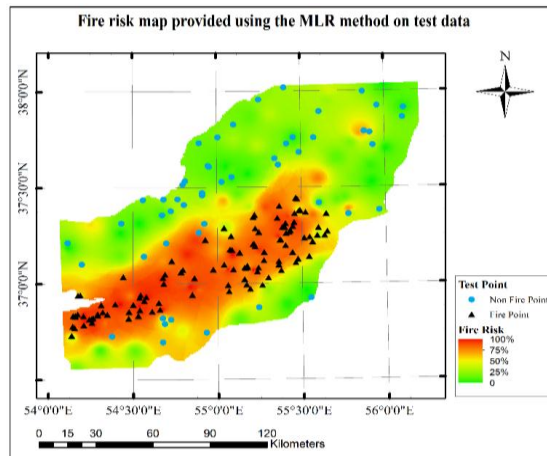 Fire risk map provided using the MLR method on test data
N
38°0'0"N
37°30'0"N
37°0'0"N
Test Point
Non Fire Point
Fire Point
Fire Risk
100%
75%
50%
25%
0%
54°0'0"E
54°30'0"E
55°0'0"E
55°30'0"E
56°0'0"E
0 15 30 60 90 120
Kilometers